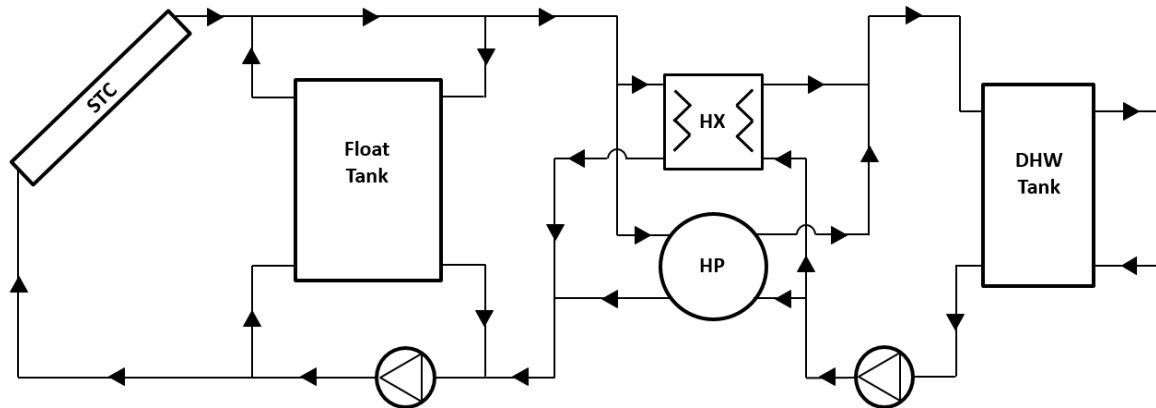 STC
Float
Tank
HX
HP
DHW
Tank